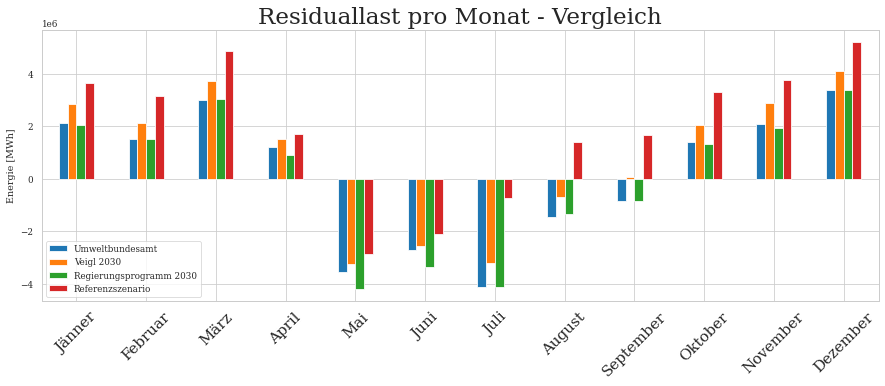 Residuallast pro Monat - Vergleich
1e6
Energie [MWh]
4
2
0
−2
−4
Umweltbundesamt
Veigl 2030
Regierungsprogramm 2030
Referenzszenario
Jänner
Februar
März
April
Mai
Juni
Juli
August
September
Oktober
November
Dezember